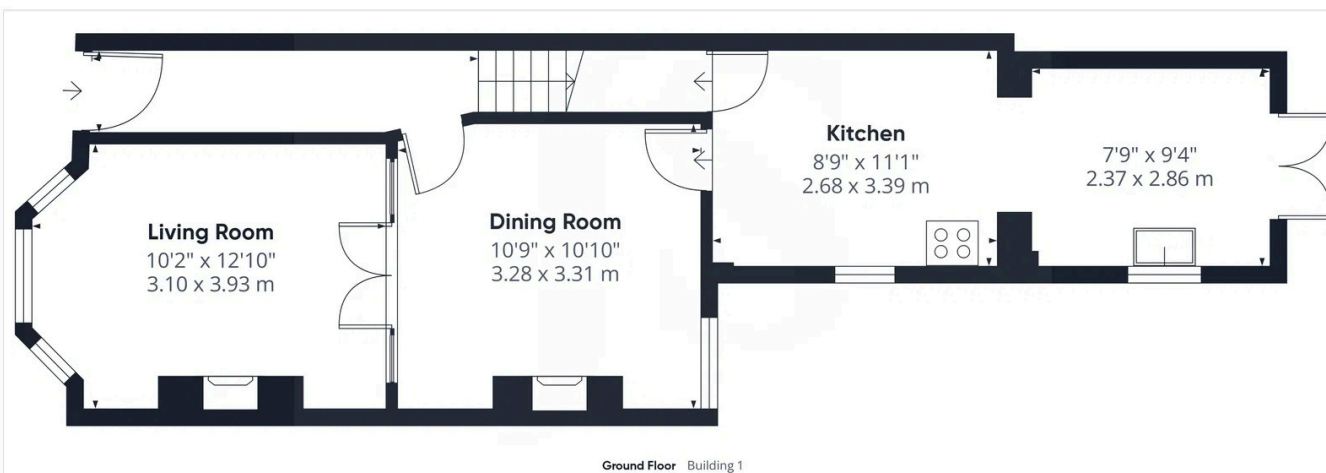 Living Room
10'2" x 12'10"
3.10 x 3.93 m
Dining Room
10'9" x 10'10"
3.28 x 3.31 m
Kitchen
8'9" x 11'1"
2.68 x 3.39 m
7'9" x 9'4"
2.37 x 2.86 m
Ground Floor Building 1